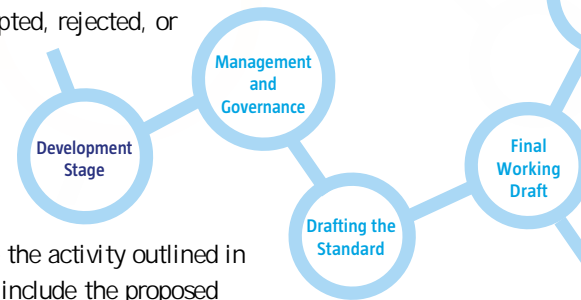 rejected, or
Management
and
Governance
Development
Stage
Final
Working
Draft
Drafting the
Standard
the activity outlined in
include the proposed